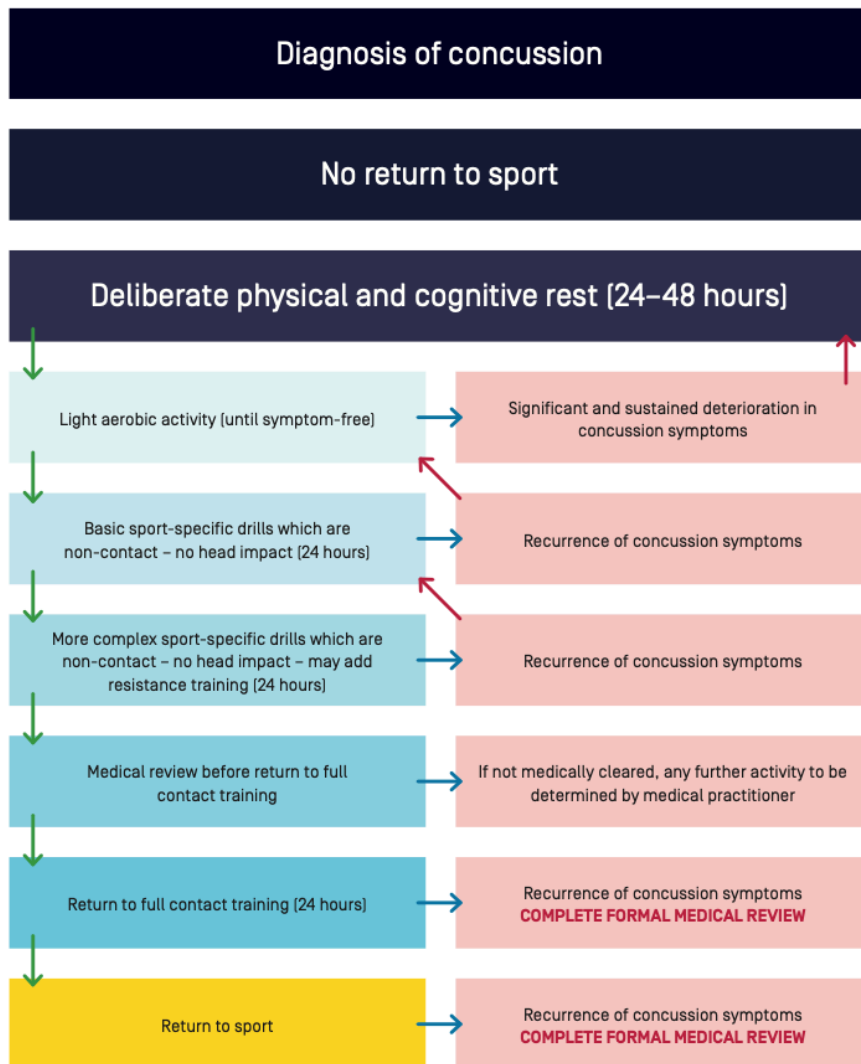 Diagnosis of concussion
No return to sport
Deliberate physical and cognitive rest (24–48 hours)
Light aerobic activity (until symptom-free)
Significant and sustained deterioration in
concussion symptoms
Basic sport-specific drills which are
non-contact – no head impact (24 hours)
Recurrence of concussion symptoms
More complex sport-specific drills which are
non-contact – no head impact – may add
resistance training (24 hours)
Recurrence of concussion symptoms
Medical review before return to full
contact training
If not medically cleared, any further activity to be
determined by medical practitioner
Return to full contact training (24 hours)
Recurrence of concussion symptoms
COMPLETE FORMAL MEDICAL REVIEW
Return to sport
Recurrence of concussion symptoms
COMPLETE FORMAL MEDICAL REVIEW